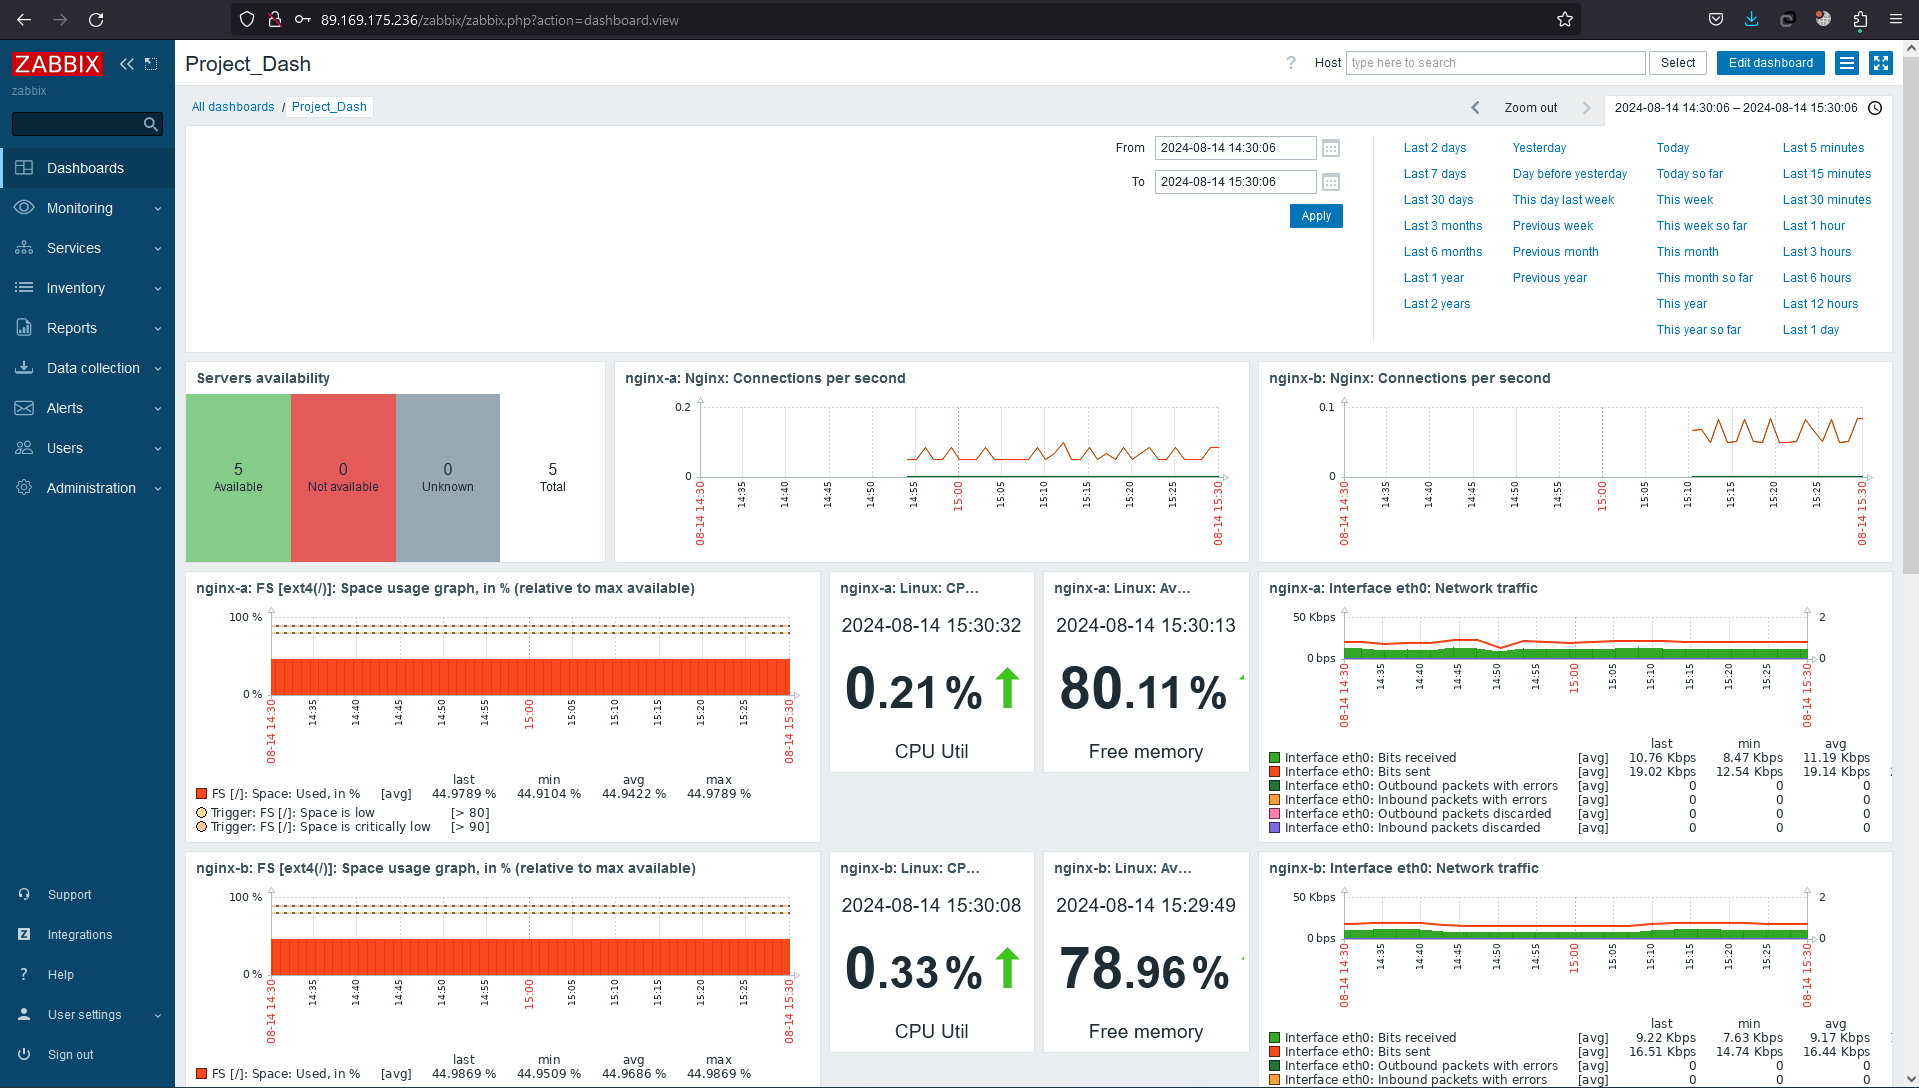 89.169.175.236/zabbix/zabbix.php?action=dashboard.view
ZABBIX
zabbix
Dashboards
Monitoring
Services
Inventory
Reports
Data collection
Alerts
Users
Administration
Support
Integrations
Help
User settings
Sign out
Project_Dash
? Host type here to search Select Edit dashboard
All dashboards / Project_Dash
Zoom out 2024-08-14 14:30:06 – 2024-08-14 15:30:06
From 2024-08-14 14:30:06
To 2024-08-14 15:30:06
Apply
Last 2 days Yesterday Today Last 5 minutes
Last 7 days Day before yesterday Today so far Last 15 minutes
Last 30 days This day last week This week Last 30 minutes
Last 3 months Previous week This week so far Last 1 hour
Last 6 months Previous month This month Last 3 hours
Last 1 year Previous year This month so far Last 6 hours
Last 2 years This year Last 12 hours
This year so far Last 1 day
Servers availability
5 0 0 5
Available Not available Unknown Total
nginx-a: Nginx: Connections per second
0.2
0
08-14 14:30 14:35 14:40 14:45 14:50 14:55 15:00 15:05 15:10 15:15 15:20 15:25 08-14 15:30
nginx-b: Nginx: Connections per second
0.1
0
08-14 14:30 14:35 14:40 14:45 14:50 14:55 15:00 15:05 15:10 15:15 15:20 15:25 08-14 15:30
nginx-a: FS [ext4(/)]: Space usage graph, in % (relative to max available)
100 %
0 %
08-14 14:30 14:35 14:40 14:45 14:50 14:55 15:00 15:05 15:10 15:15 15:20 15:25 08-14 15:30
last min avg max
FS [/]: Space: Used, in % [avg] 44.9789 % 44.9104 % 44.9422 % 44.9789 %
Trigger: FS [/]: Space is low [> 80]
Trigger: FS [/]: Space is critically low [> 90]
nginx-a: Linux: CP...
2024-08-14 15:30:32
0.21 %
CPU Util
nginx-a: Linux: Av...
2024-08-14 15:30:13
80.11 %
Free memory
nginx-a: Interface eth0: Network traffic
50 Kbps 2
0 bps 0
08-14 14:30 14:35 14:40 14:45 14:50 14:55 15:00 15:05 15:10 15:15 15:20 15:25 08-14 15:30
last min avg
Interface eth0: Bits received [avg] 10.76 Kbps 8.47 Kbps 11.19 Kbps
Interface eth0: Bits sent [avg] 19.02 Kbps 12.54 Kbps 19.14 Kbps
Interface eth0: Outbound packets with errors [avg] 0 0 0
Interface eth0: Inbound packets with errors [avg] 0 0 0
Interface eth0: Outbound packets discarded [avg] 0 0 0
Interface eth0: Inbound packets discarded [avg] 0 0 0
nginx-b: FS [ext4(/)]: Space usage graph, in % (relative to max available)
100 %
0 %
08-14 14:30 14:35 14:40 14:45 14:50 14:55 15:00 15:05 15:10 15:15 15:20 15:25 08-14 15:30
last min avg max
FS [/]: Space: Used, in % [avg] 44.9869 % 44.9509 % 44.9686 % 44.9869 %
nginx-b: Linux: CP...
2024-08-14 15:30:08
0.33 %
CPU Util
nginx-b: Linux: Av...
2024-08-14 15:29:49
78.96 %
Free memory
nginx-b: Interface eth0: Network traffic
50 Kbps 2
0 bps 0
08-14 14:30 14:35 14:40 14:45 14:50 14:55 15:00 15:05 15:10 15:15 15:20 15:25 08-14 15:30
last min avg
Interface eth0: Bits received [avg] 9.22 Kbps 7.63 Kbps 9.17 Kbps
Interface eth0: Bits sent [avg] 16.51 Kbps 14.74 Kbps 16.44 Kbps
Interface eth0: Outbound packets with errors [avg] 0 0 0
Interface eth0: Inbound packets with errors [avg] 0 0 0